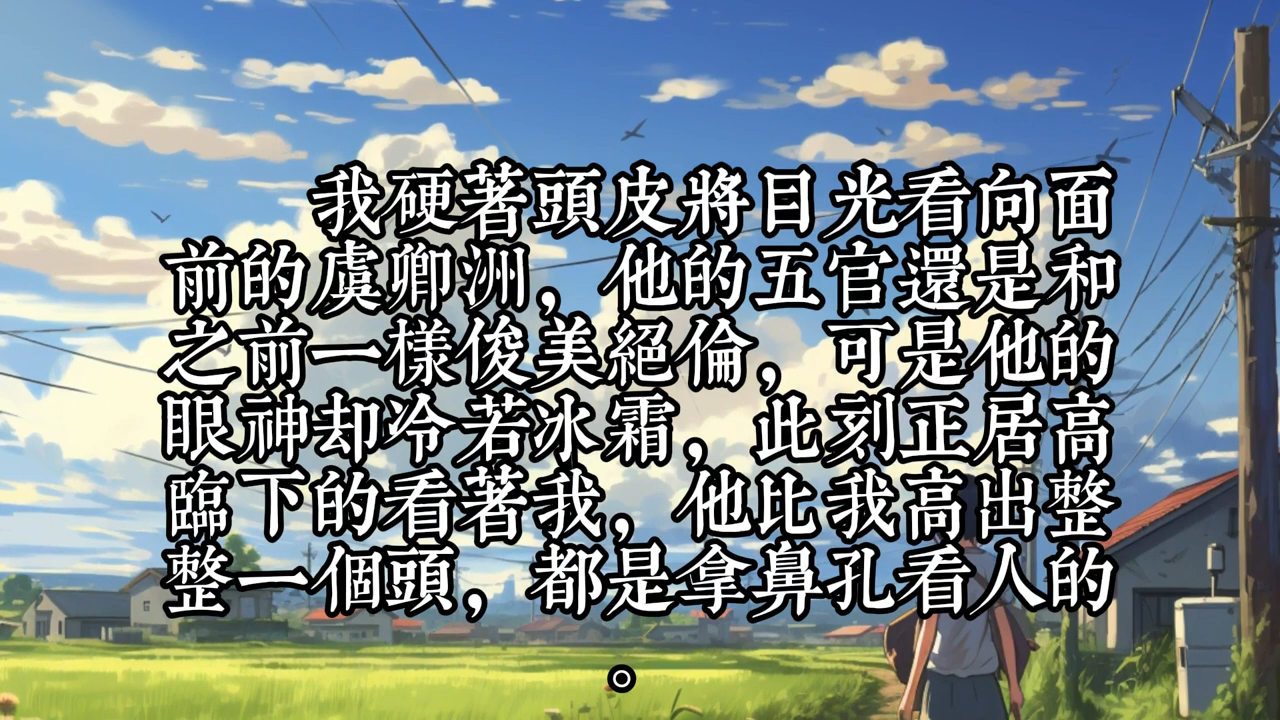 我硬著頭皮將目光看向面
前的虞卿洲，他的五官還是和
之前一樣俊美絕倫，可是他的
眼神却冷若冰霜，此刻正居高
臨下的看著我，他比我高出整
整一個頭，都是拿鼻孔看人的
。